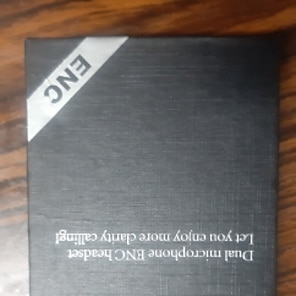 ENC
Dual microphone ENC headset
Let you enjoy more clarity calling!